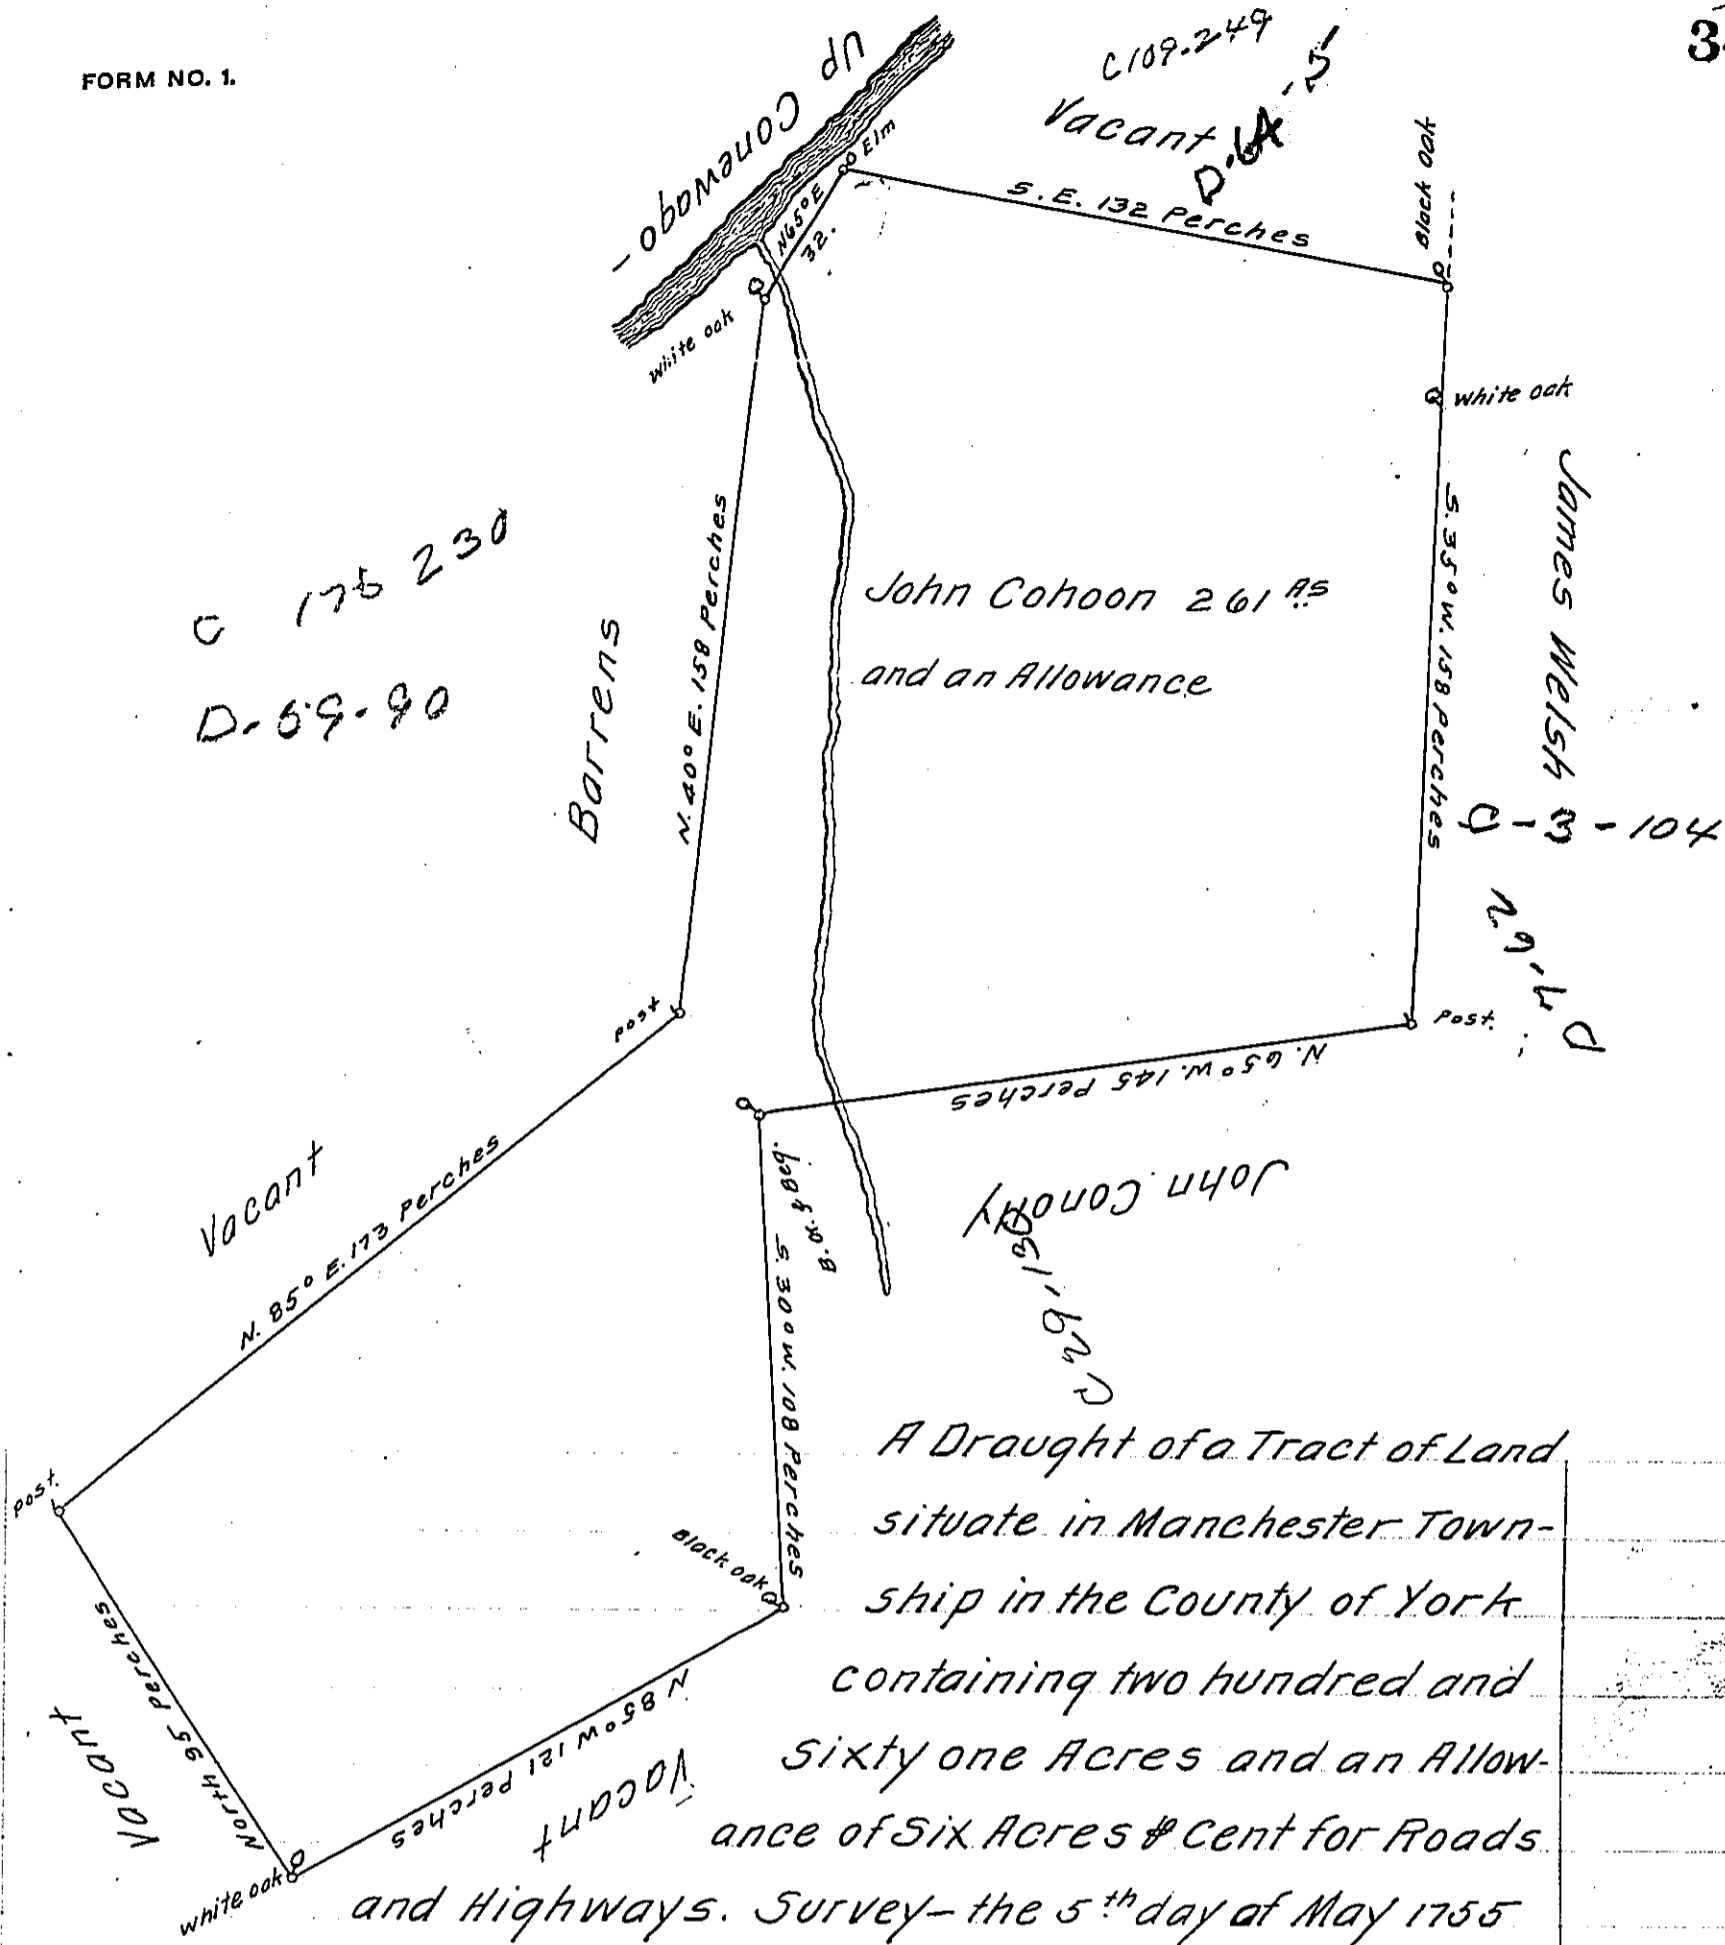 FORM NO. 1.
Up Conewago -
C109.249
Vacant
Elm
N65°E
32.
S. E. 132 Perches
Black Oak
white oak
white oak
James Welsh
S. 35° W. 158 Perches
C - 3 - 104
C 175 230
D-59-90
Barrens
N. 40° E. 158 Perches
John Cohoon 261 As
and an Allowance
post
Post.
N. 65° W. 145 Perches
John Conohy
Vacant
N. 85° E. 173 Perches
B. o. & Beg.
S. 30° W. 108 Perches
post.
Black oak
North 95 Perches
Vacant
N 85° W 121 Perches
Vacant
white oak
A Draught of a Tract of Land
situate in Manchester Town-
ship in the County of York
containing two hundred and
sixty one Acres and an Allow-
ance of Six Acres ⅌ Cent for Roads
and Highways. Survey- the 5th day of May 1755